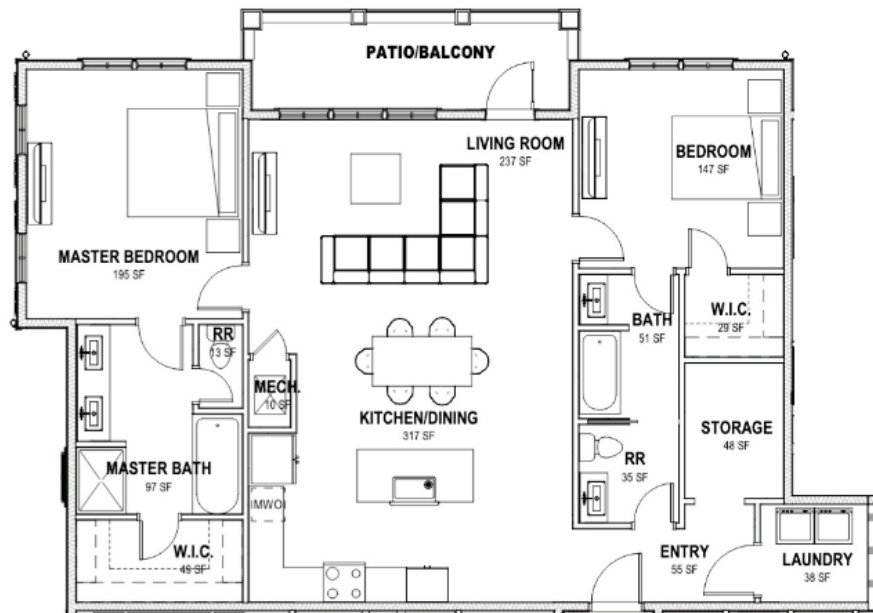 PATIO/BALCONY
LIVING ROOM
237 SF
BEDROOM
147 SF
MASTER BEDROOM
195 SF
RR
13 SF
BATH
51 SF
W.I.C.
29 SF
MECH.
10 SF
KITCHEN/DINING
317 SF
STORAGE
48 SF
MASTER BATH
97 SF
RR
35 SF
W.I.C.
49 SF
ENTRY
55 SF
LAUNDRY
38 SF